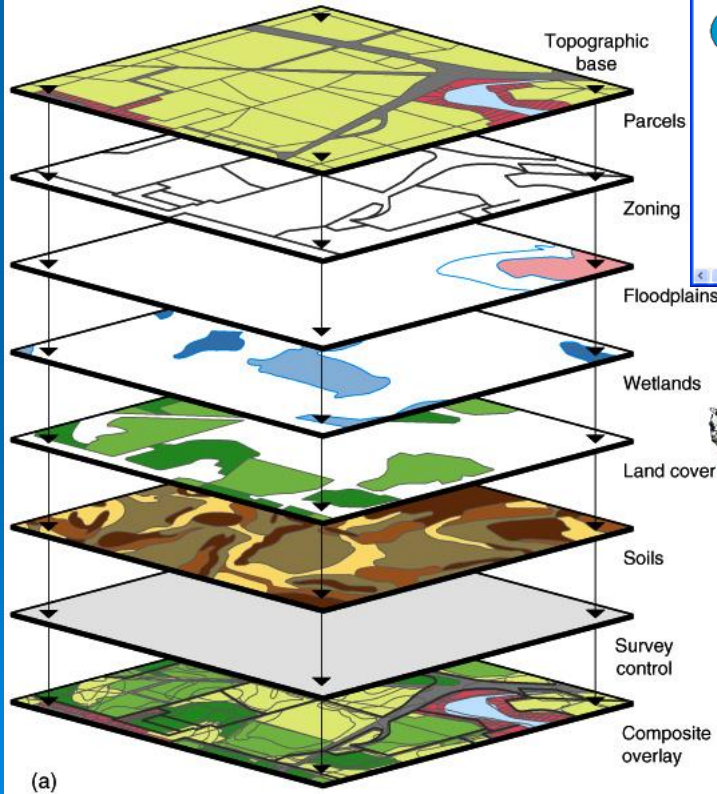 Topographic
base
Parcels
Zoning
Floodplains
Wetlands
Land cover
Soils
Survey
control
Composite
overlay
(a)